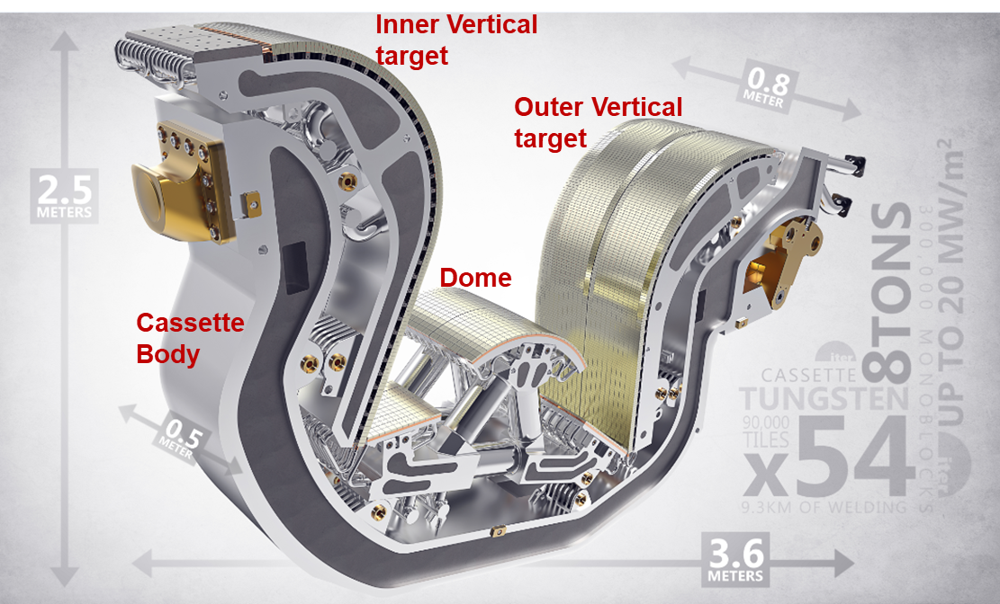 Inner Vertical
target
Outer Vertical
target
0.8
METER
2.5
METERS
Dome
Cassette
Body
0.5
METER
iter
CASSETTE
TUNGSTEN
90,000
TILES
x54
9.3KM OF WELDING
8TONS
300,000 MONOBLOCKS
UP TO 20 MW/m²
3.6
METERS